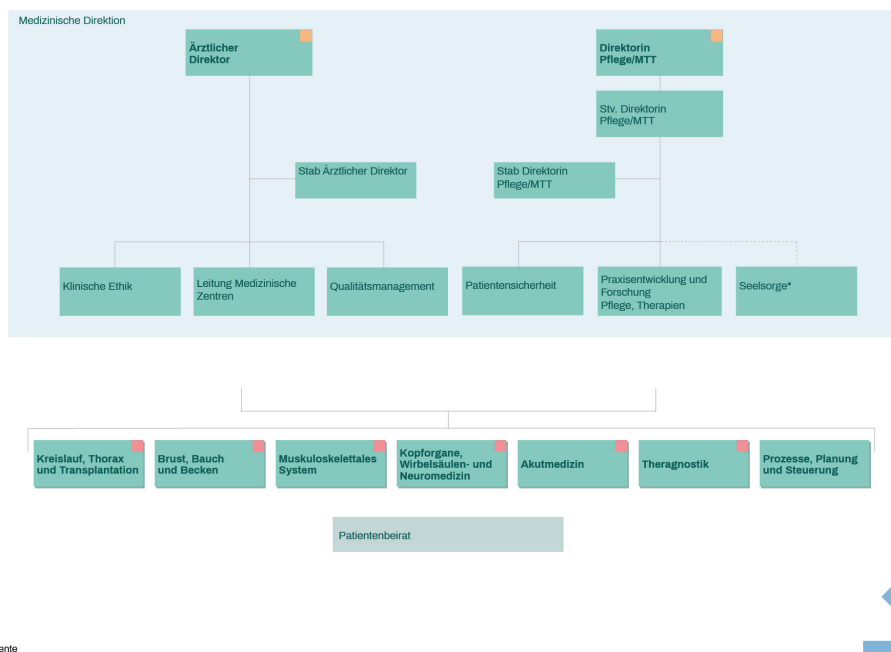 Medizinische Direktion
Ärztlicher
Direktor
Direktorin
Pflege/MTT
Stv. Direktorin
Pflege/MTT
Stab Ärztlicher Direktor
Stab Direktorin
Pflege/MTT
Klinische Ethik
Leitung Medizinische
Zentren
Qualitätsmanagement
Patientensicherheit
Praxisentwicklung und
Forschung
Pflege, Therapien
Seelsorge*
Kreislauf, Thorax
und Transplantation
Brust, Bauch
und Becken
Muskuloskelettales
System
Kopforgane,
Wirbelsäulen- und
Neuromedizin
Akutmedizin
Theragnostik
Prozesse, Planung
und Steuerung
Patientenbeirat
ente